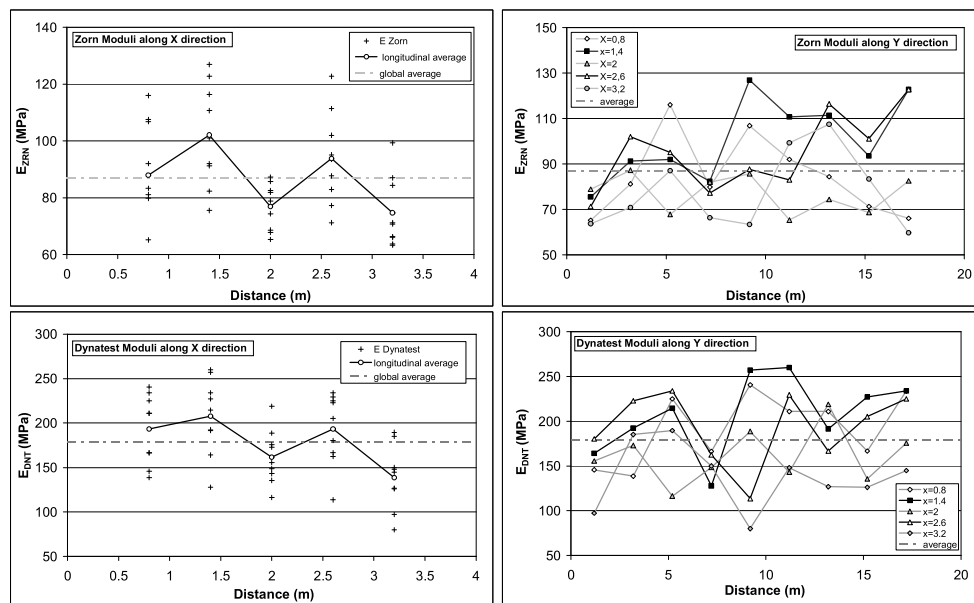 Zorn Moduli along X direction
E Zorn
longitudinal average
global average
140
120
100
80
60
E_ZRN (MPa)
0 0.5 1 1.5 2 2.5 3 3.5 4
Distance (m)
Zorn Moduli along Y direction
X=0,8
x=1,4
X=2
X=2,6
X=3,2
average
150
130
110
90
70
50
E_ZRN (MPa)
0 5 10 15 20
Distance (m)
Dynatest Moduli along X direction
E Dynatest
longitudinal average
global average
300
250
200
150
100
50
E_DNT (MPa)
0 0.5 1 1.5 2 2.5 3 3.5 4
Distance (m)
Dynatest Moduli along Y direction
x=0.8
x=1.4
x=2
x=2.6
x=3.2
average
300
250
200
150
100
50
E_DNT (MPa)
0 5 10 15 20
Distance (m)